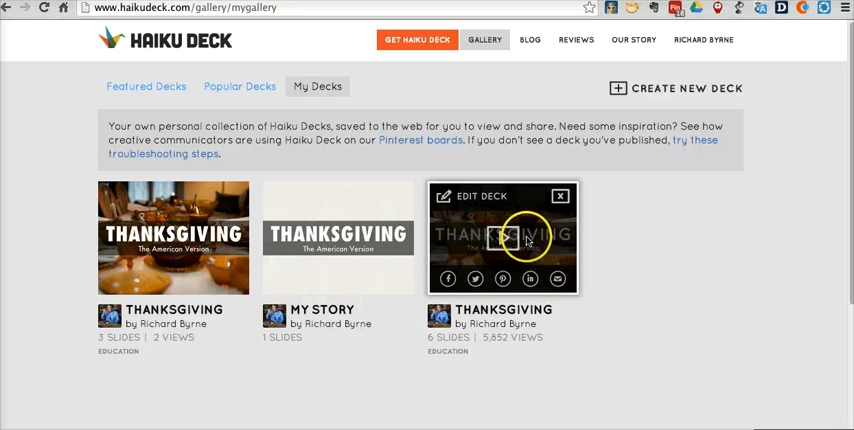 www.haikudeck.com/gallery/mygallery
HAIKU DECK
GET HAIKU DECK GALLERY BLOG REVIEWS OUR STORY RICHARD BYRNE
Featured Decks Popular Decks My Decks
CREATE NEW DECK
Your own personal collection of Haiku Decks, saved to the web for you to view and share. Need some inspiration? See how
creative communicators are using Haiku Deck on our Pinterest boards. If you don't see a deck you've published, try these
troubleshooting steps.
THANKSGIVING
The American Version
THANKSGIVING
by Richard Byrne
3 SLIDES | 2 VIEWS
EDUCATION
THANKSGIVING
The American Version
MY STORY
by Richard Byrne
1 SLIDES
EDIT DECK X
THANKSGIVING
THANKSGIVING
by Richard Byrne
6 SLIDES | 5,852 VIEWS
EDUCATION